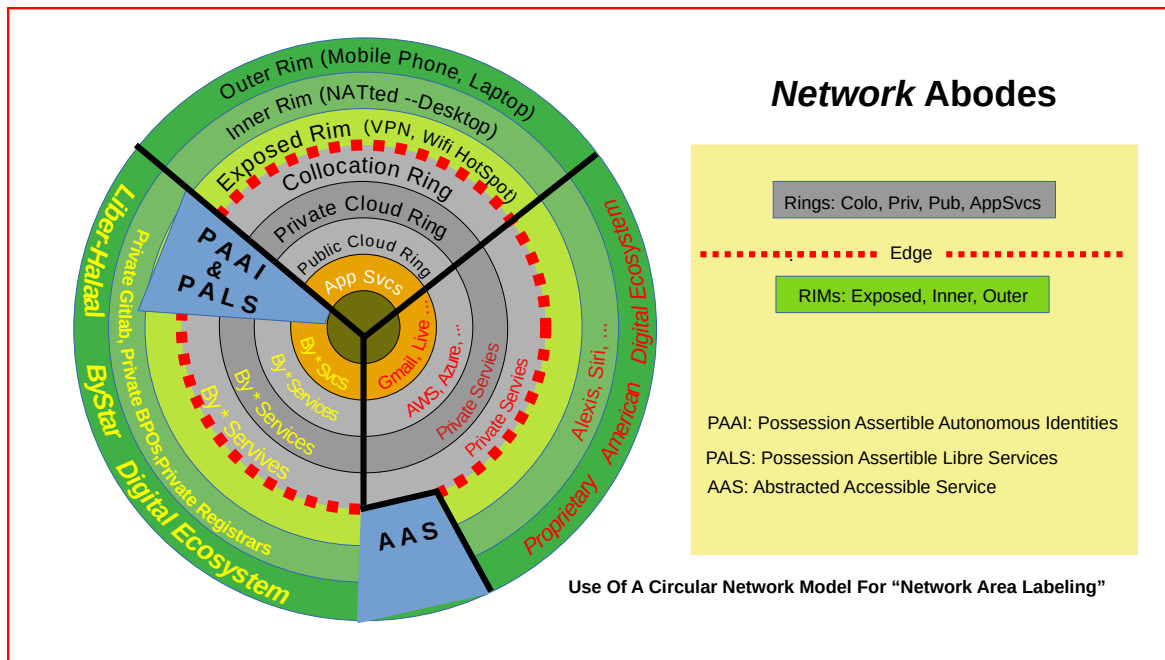 Outer Rim (Mobile Phone, Laptop)
Inner Rim (NATted --Desktop)
Exposed Rim (VPN, Wifi HotSpot)
Collocation Ring
Private Cloud Ring
Public Cloud Ring
App Svcs
PAAI
&
PALS
Liber-Halaal ByStar Digital Ecosystem
Private Gitlab, Private BPOs,Private Registrars
By* Servives
By* Services
By* Services
By* Svcs
Gmail, Live ...
AWS, Azure, ...
Private Servies
Private Servies
Alexis, Siri, ...
Proprietary American Digital Ecosystem
AAS
Network Abodes
Rings: Colo, Priv, Pub, AppSvcs
Edge
RIMs: Exposed, Inner, Outer
PAAI: Possession Assertible Autonomous Identities
PALS: Possession Assertible Libre Services
AAS: Abstracted Accessible Service
Use Of A Circular Network Model For “Network Area Labeling”